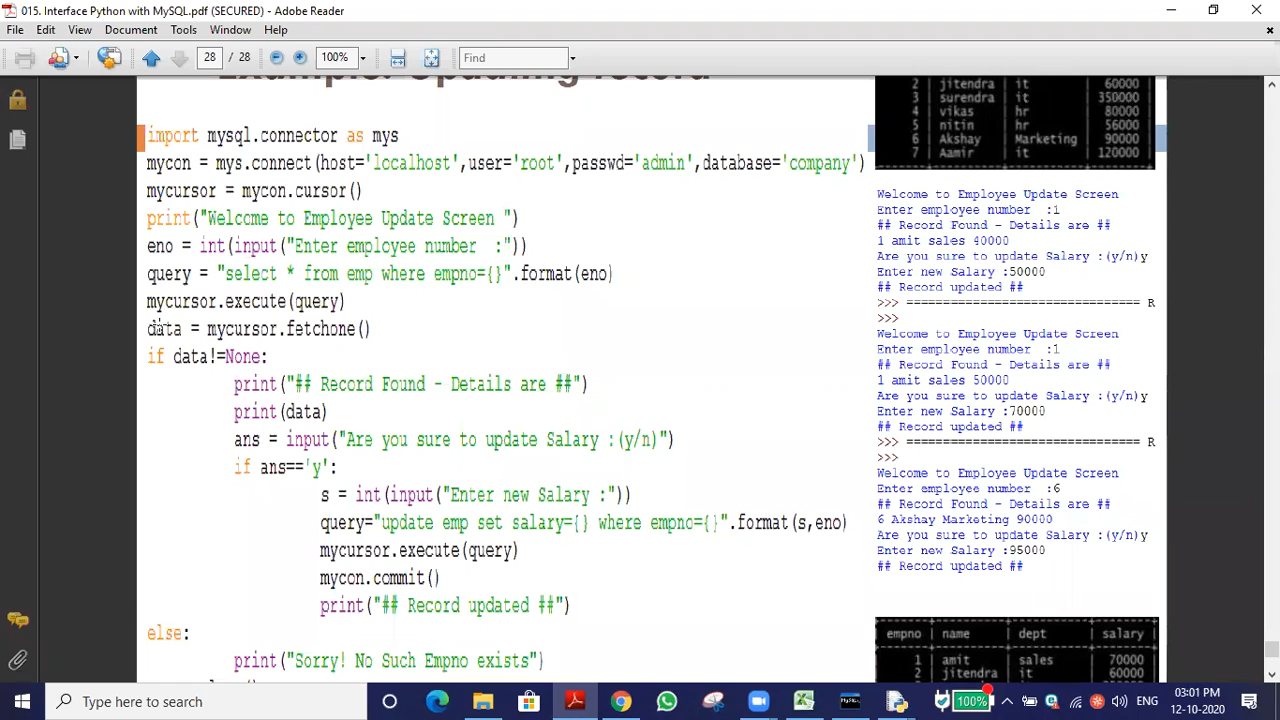 015. Interface Python with MySQL.pdf (SECURED) - Adobe Reader
File Edit View Document Tools Window Help
28 / 28 100% Find
Example: Updating record
import mysql.connector as mys
mycon = mys.connect(host='localhost',user='root',passwd='admin',database='company')
mycursor = mycon.cursor()
print("Welcome to Employee Update Screen ")
eno = int(input("Enter employee number :"))
query = "select * from emp where empno={}".format(eno)
mycursor.execute(query)
data = mycursor.fetchone()
if data!=None:
print("## Record Found - Details are ##")
print(data)
ans = input("Are you sure to update Salary :(y/n)")
if ans=='y':
s = int(input("Enter new Salary :"))
query="update emp set salary={} where empno={}".format(s,eno)
mycursor.execute(query)
mycon.commit()
print("## Record updated ##")
else:
print("Sorry! No Such Empno exists")
2 | jitendra | it | 60000 |
3 | surendra | it | 350000 |
4 | vikas | hr | 80000 |
5 | nitin | hr | 56000 |
6 | Akshay | Marketing | 90000 |
7 | Aamir | it | 120000 |
Welcome to Employee Update Screen
Enter employee number :1
## Record Found - Details are ##
1 amit sales 40000
Are you sure to update Salary :(y/n)y
Enter new Salary :50000
## Record updated ##
>>> ================================ R
>>>
Welcome to Employee Update Screen
Enter employee number :1
## Record Found - Details are ##
1 amit sales 50000
Are you sure to update Salary :(y/n)y
Enter new Salary :70000
## Record updated ##
>>> ================================ R
>>>
Welcome to Employee Update Screen
Enter employee number :6
## Record Found - Details are ##
6 Akshay Marketing 90000
Are you sure to update Salary :(y/n)y
Enter new Salary :95000
## Record updated ##
| empno | name | dept | salary |
| 1 | amit | sales | 70000 |
| 2 | jitendra | it | 60000 |
Type here to search
100%
ENG
03:01 PM
12-10-2020